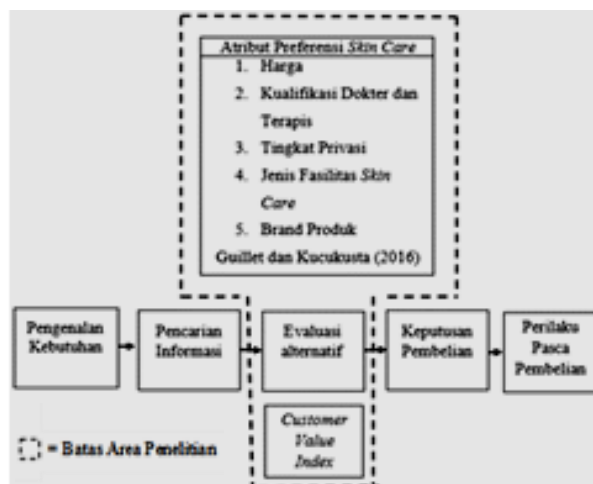 Atribut Preferensi Skin Care
1. Harga
2. Kualifikasi Dokter dan
Terapis
3. Tingkat Privasi
4. Jenis Fasilitas Skin
Care
5. Brand Produk
Guillet dan Kucukusta (2016)
Pengenalan
Kebutuhan
Pencarian
Informasi
Evaluasi
alternatif
Keputusan
Pembelian
Perilaku
Pasca
Pembelian
Customer
Value
Index
= Batas Area Penelitian